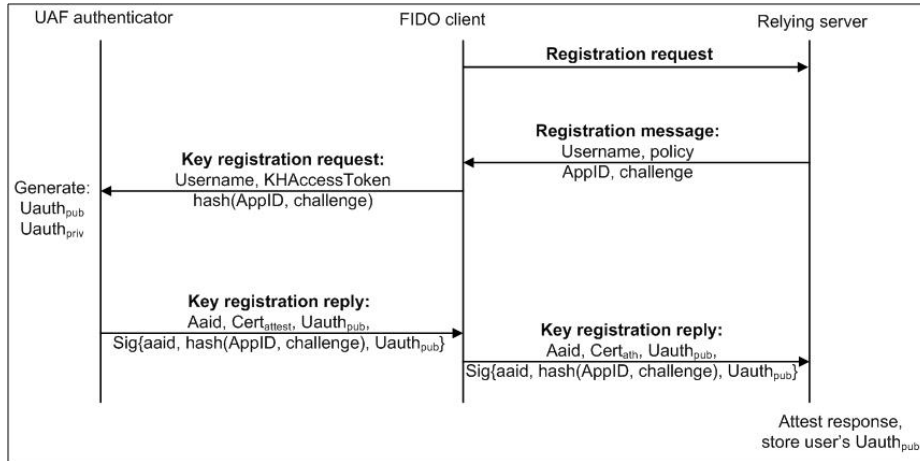 UAF authenticator
FIDO client
Relying server
Registration request
Registration message:
Username, policy
AppID, challenge
Key registration request:
Username, KHAccessToken
hash(AppID, challenge)
Generate:
Uauthpub
Uauthpriv
Key registration reply:
Aaid, Certattest, Uauthpub,
Sig{aaid, hash(AppID, challenge), Uauthpub}
Key registration reply:
Aaid, Certath, Uauthpub,
Sig{aaid, hash(AppID, challenge), Uauthpub}
Attest response,
store user's Uauthpub